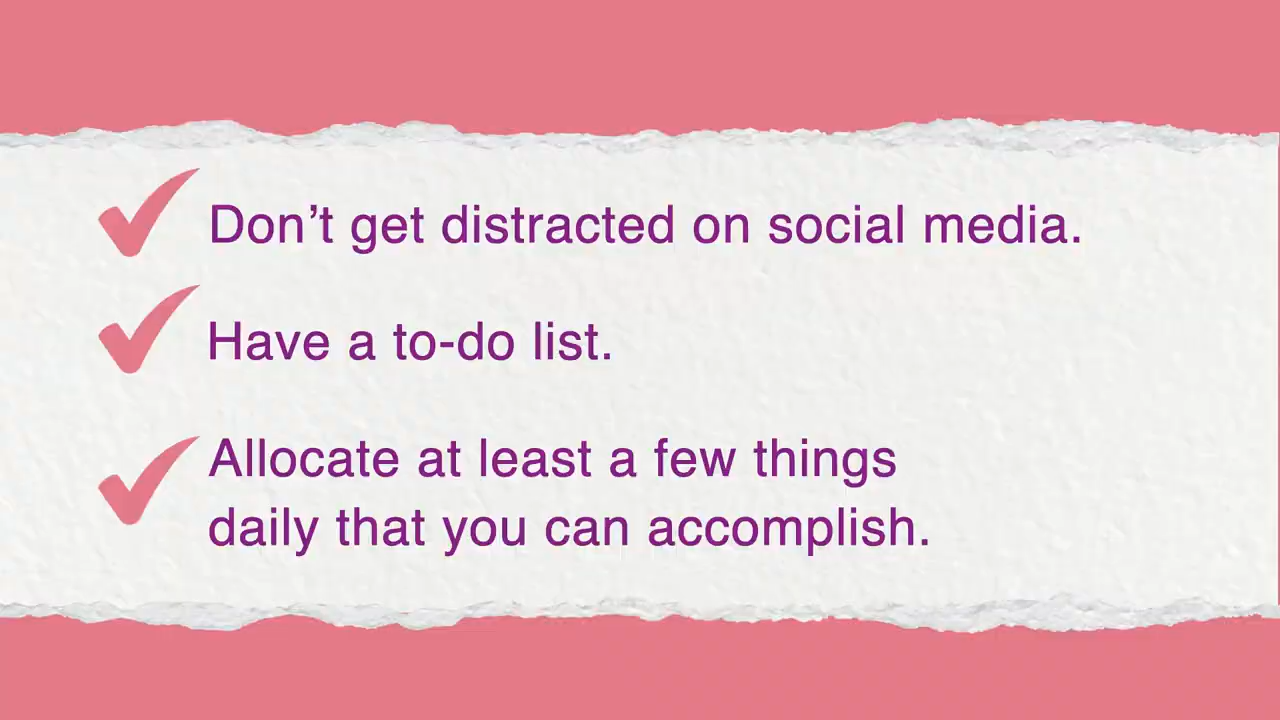 Don’t get distracted on social media.
Have a to-do list.
Allocate at least a few things
daily that you can accomplish.